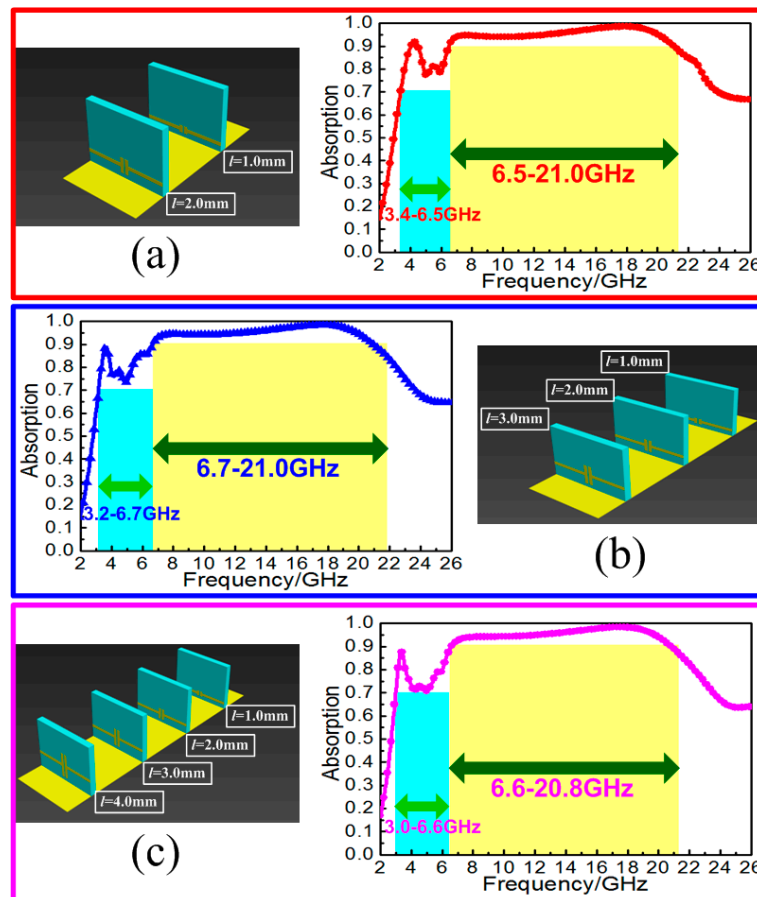 l=1.0mm
l=2.0mm
(a)
Absorption
1.0
0.9
0.8
0.7
0.6
0.5
0.4
0.3
0.2
0.1
0.0
6.5-21.0GHz
3.4-6.5GHz
2 4 6 8 10 12 14 16 18 20 22 24 26
Frequency/GHz
Absorption
1.0
0.9
0.8
0.7
0.6
0.5
0.4
0.3
0.2
0.1
0.0
6.7-21.0GHz
3.2-6.7GHz
2 4 6 8 10 12 14 16 18 20 22 24 26
Frequency/GHz
l=1.0mm
l=2.0mm
l=3.0mm
(b)
l=1.0mm
l=2.0mm
l=3.0mm
l=4.0mm
(c)
Absorption
1.0
0.9
0.8
0.7
0.6
0.5
0.4
0.3
0.2
0.1
0.0
6.6-20.8GHz
3.0-6.6GHz
2 4 6 8 10 12 14 16 18 20 22 24 26
Frequency/GHz